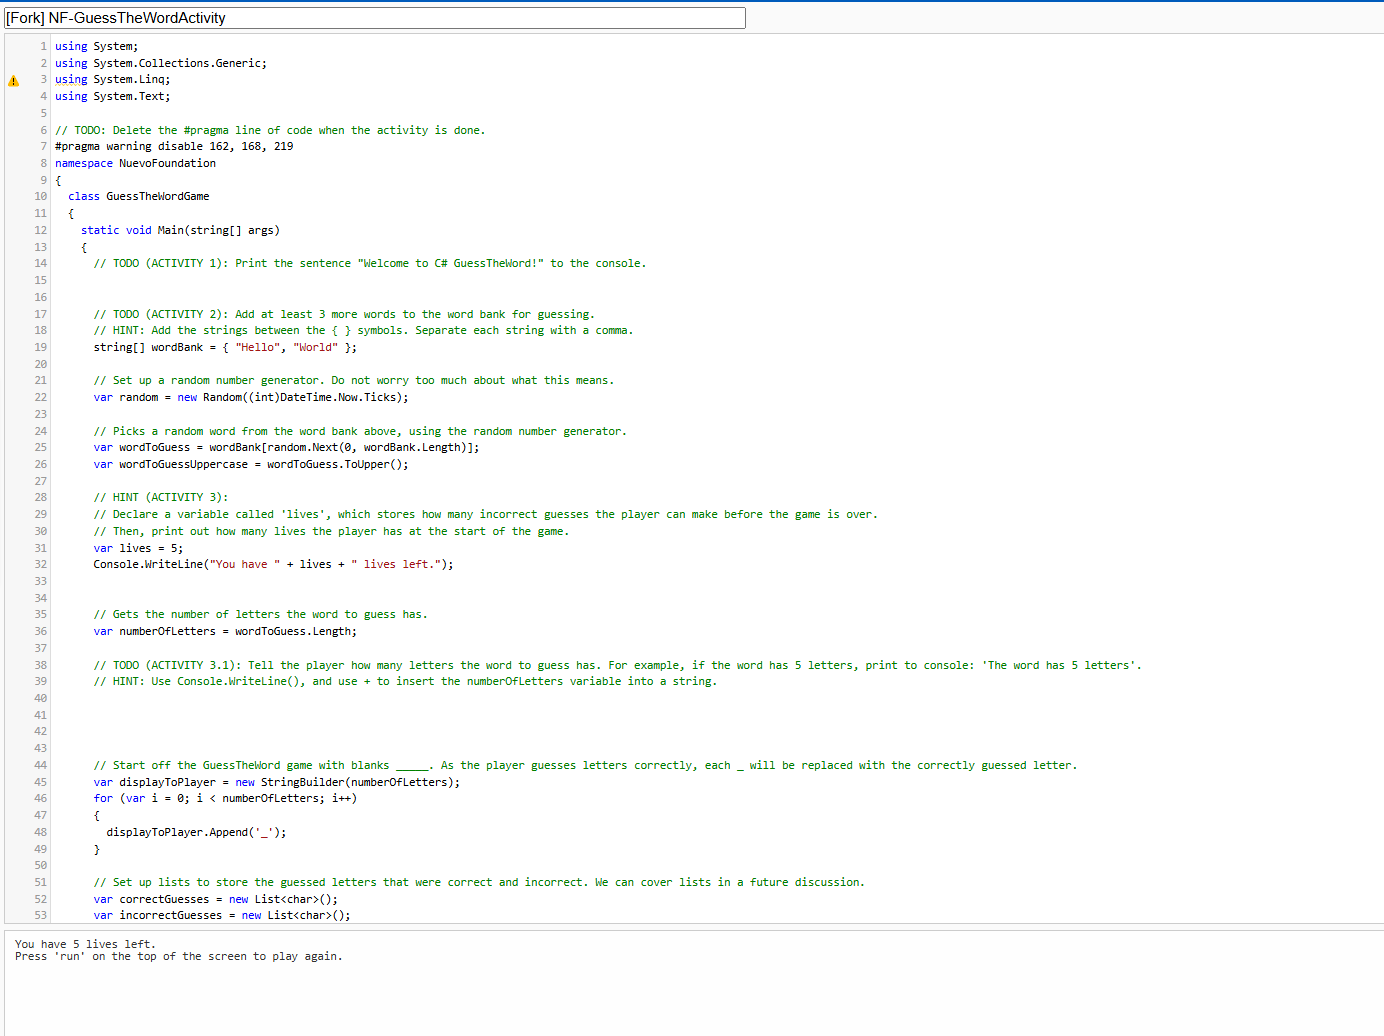 [Fork] NF-GuessTheWordActivity
1 using System;
2 using System.Collections.Generic;
3 using System.Linq;
4 using System.Text;
5
6 // TODO: Delete the #pragma line of code when the activity is done.
7 #pragma warning disable 162, 168, 219
8 namespace NuevoFoundation
9 {
10   class GuessTheWordGame
11   {
12     static void Main(string[] args)
13     {
14       // TODO (ACTIVITY 1): Print the sentence "Welcome to C# GuessTheWord!" to the console.
15
16
17       // TODO (ACTIVITY 2): Add at least 3 more words to the word bank for guessing.
18       // HINT: Add the strings between the { } symbols. Separate each string with a comma.
19       string[] wordBank = { "Hello", "World" };
20
21       // Set up a random number generator. Do not worry too much about what this means.
22       var random = new Random((int)DateTime.Now.Ticks);
23
24       // Picks a random word from the word bank above, using the random number generator.
25       var wordToGuess = wordBank[random.Next(0, wordBank.Length)];
26       var wordToGuessUppercase = wordToGuess.ToUpper();
27
28       // HINT (ACTIVITY 3):
29       // Declare a variable called 'lives', which stores how many incorrect guesses the player can make before the game is over.
30       // Then, print out how many lives the player has at the start of the game.
31       var lives = 5;
32       Console.WriteLine("You have " + lives + " lives left.");
33
34
35       // Gets the number of letters the word to guess has.
36       var numberOfLetters = wordToGuess.Length;
37
38       // TODO (ACTIVITY 3.1): Tell the player how many letters the word to guess has. For example, if the word has 5 letters, print to console: 'The word has 5 letters'.
39       // HINT: Use Console.WriteLine(), and use + to insert the numberOfLetters variable into a string.
40
41
42
43
44       // Start off the GuessTheWord game with blanks _____. As the player guesses letters correctly, each _ will be replaced with the correctly guessed letter.
45       var displayToPlayer = new StringBuilder(numberOfLetters);
46       for (var i = 0; i < numberOfLetters; i++)
47       {
48         displayToPlayer.Append('_');
49       }
50
51       // Set up lists to store the guessed letters that were correct and incorrect. We can cover lists in a future discussion.
52       var correctGuesses = new List<char>();
53       var incorrectGuesses = new List<char>();
You have 5 lives left.
Press 'run' on the top of the screen to play again.